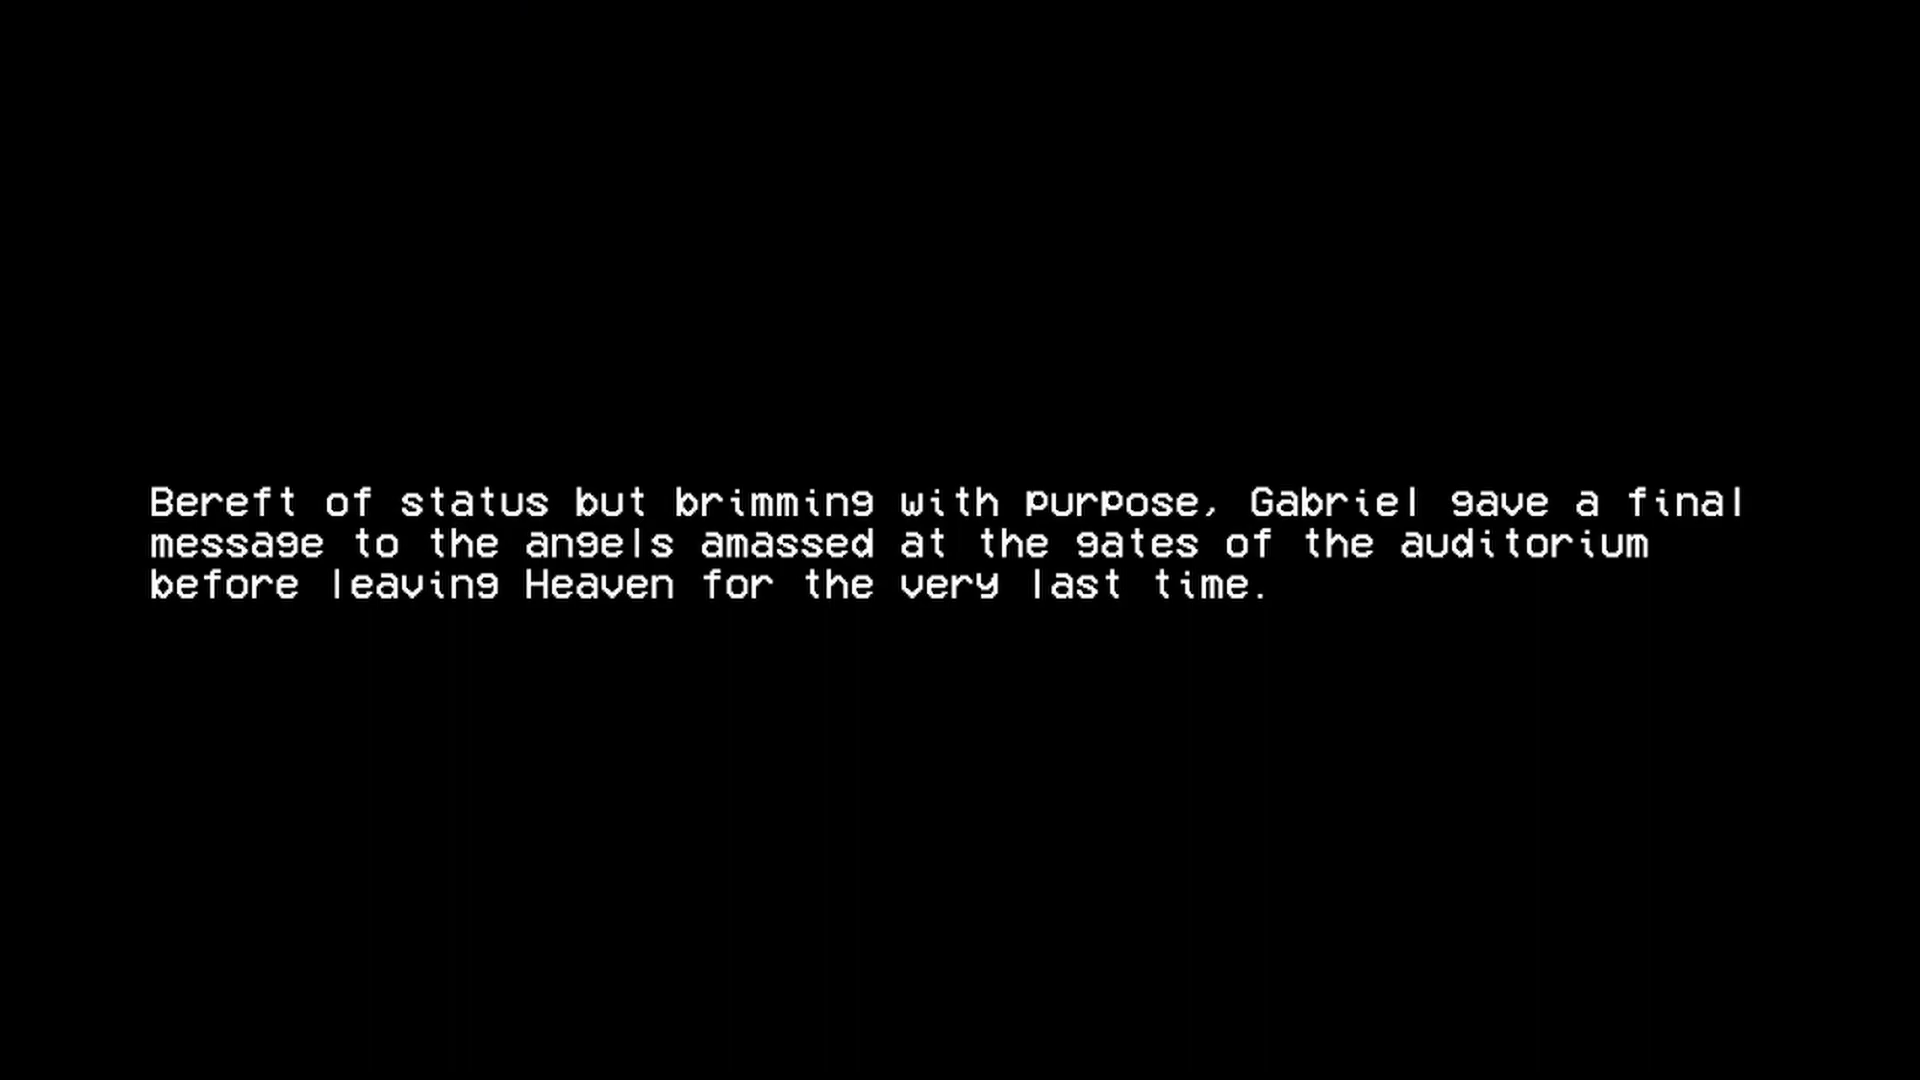 Bereft of status but brimming with purpose, Gabriel gave a final
message to the angels amassed at the gates of the auditorium
before leaving Heaven for the very last time.